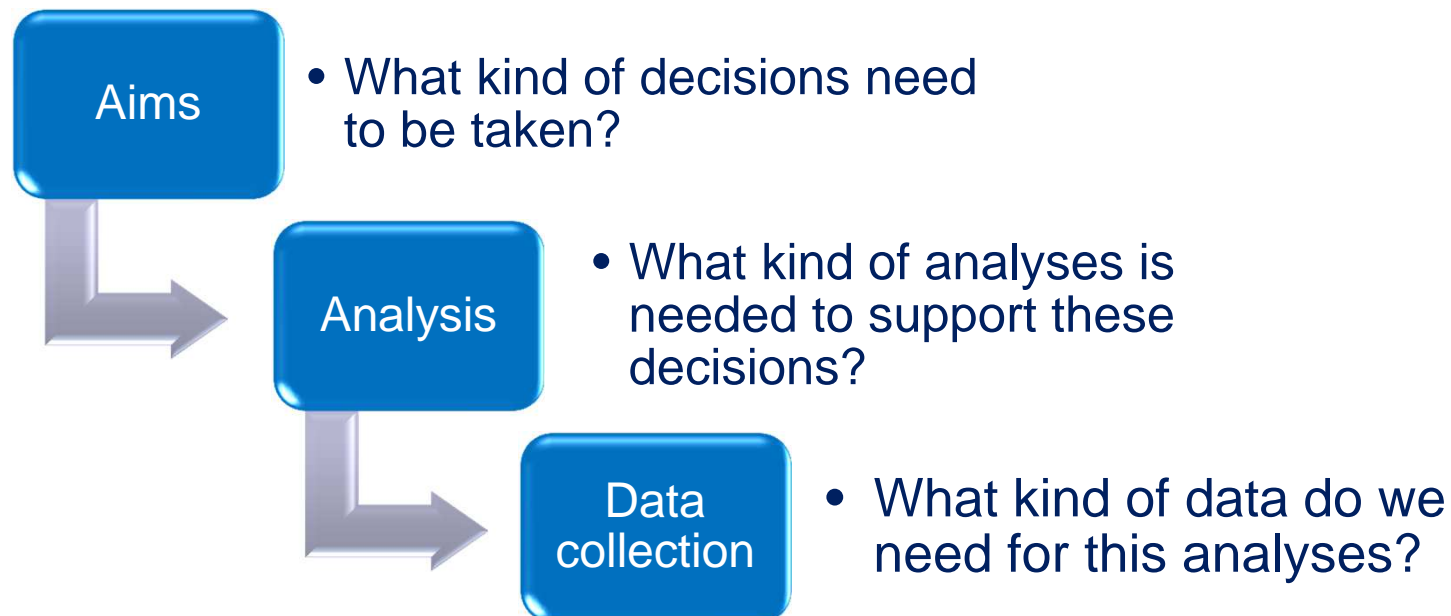 Aims
• What kind of decisions need
to be taken?
Analysis
• What kind of analyses is
needed to support these
decisions?
Data
collection
• What kind of data do we
need for this analyses?